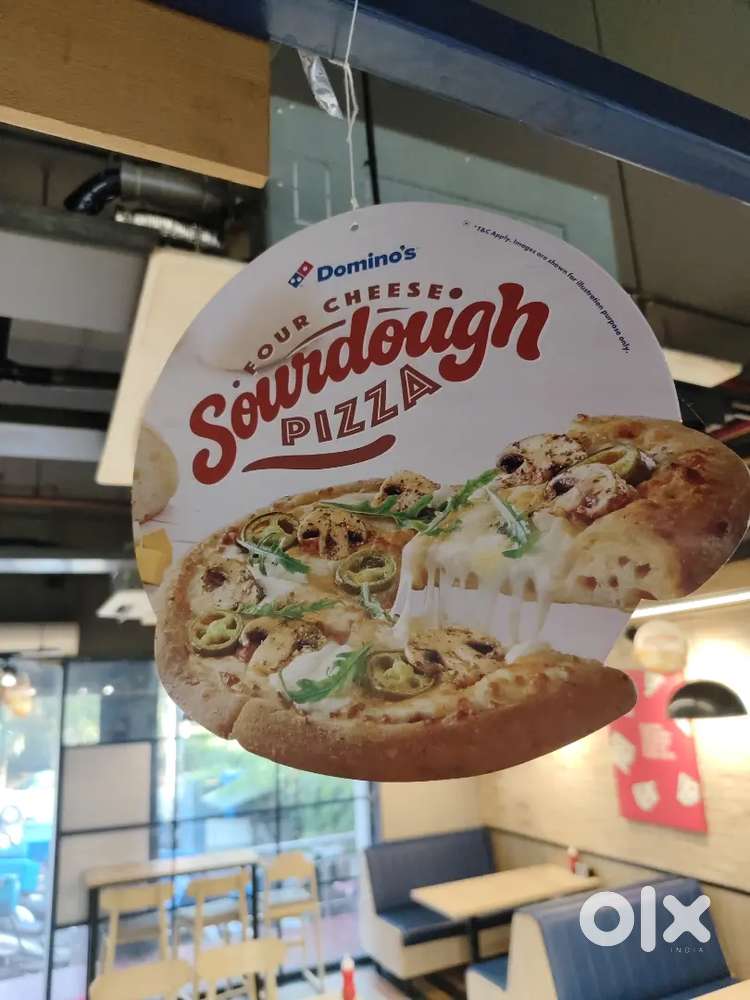 Domino's
*T&C Apply. Images are shown for illustration purpose only.
•FOUR CHEESE•
Sourdough
PIZZA
olx
INDIA